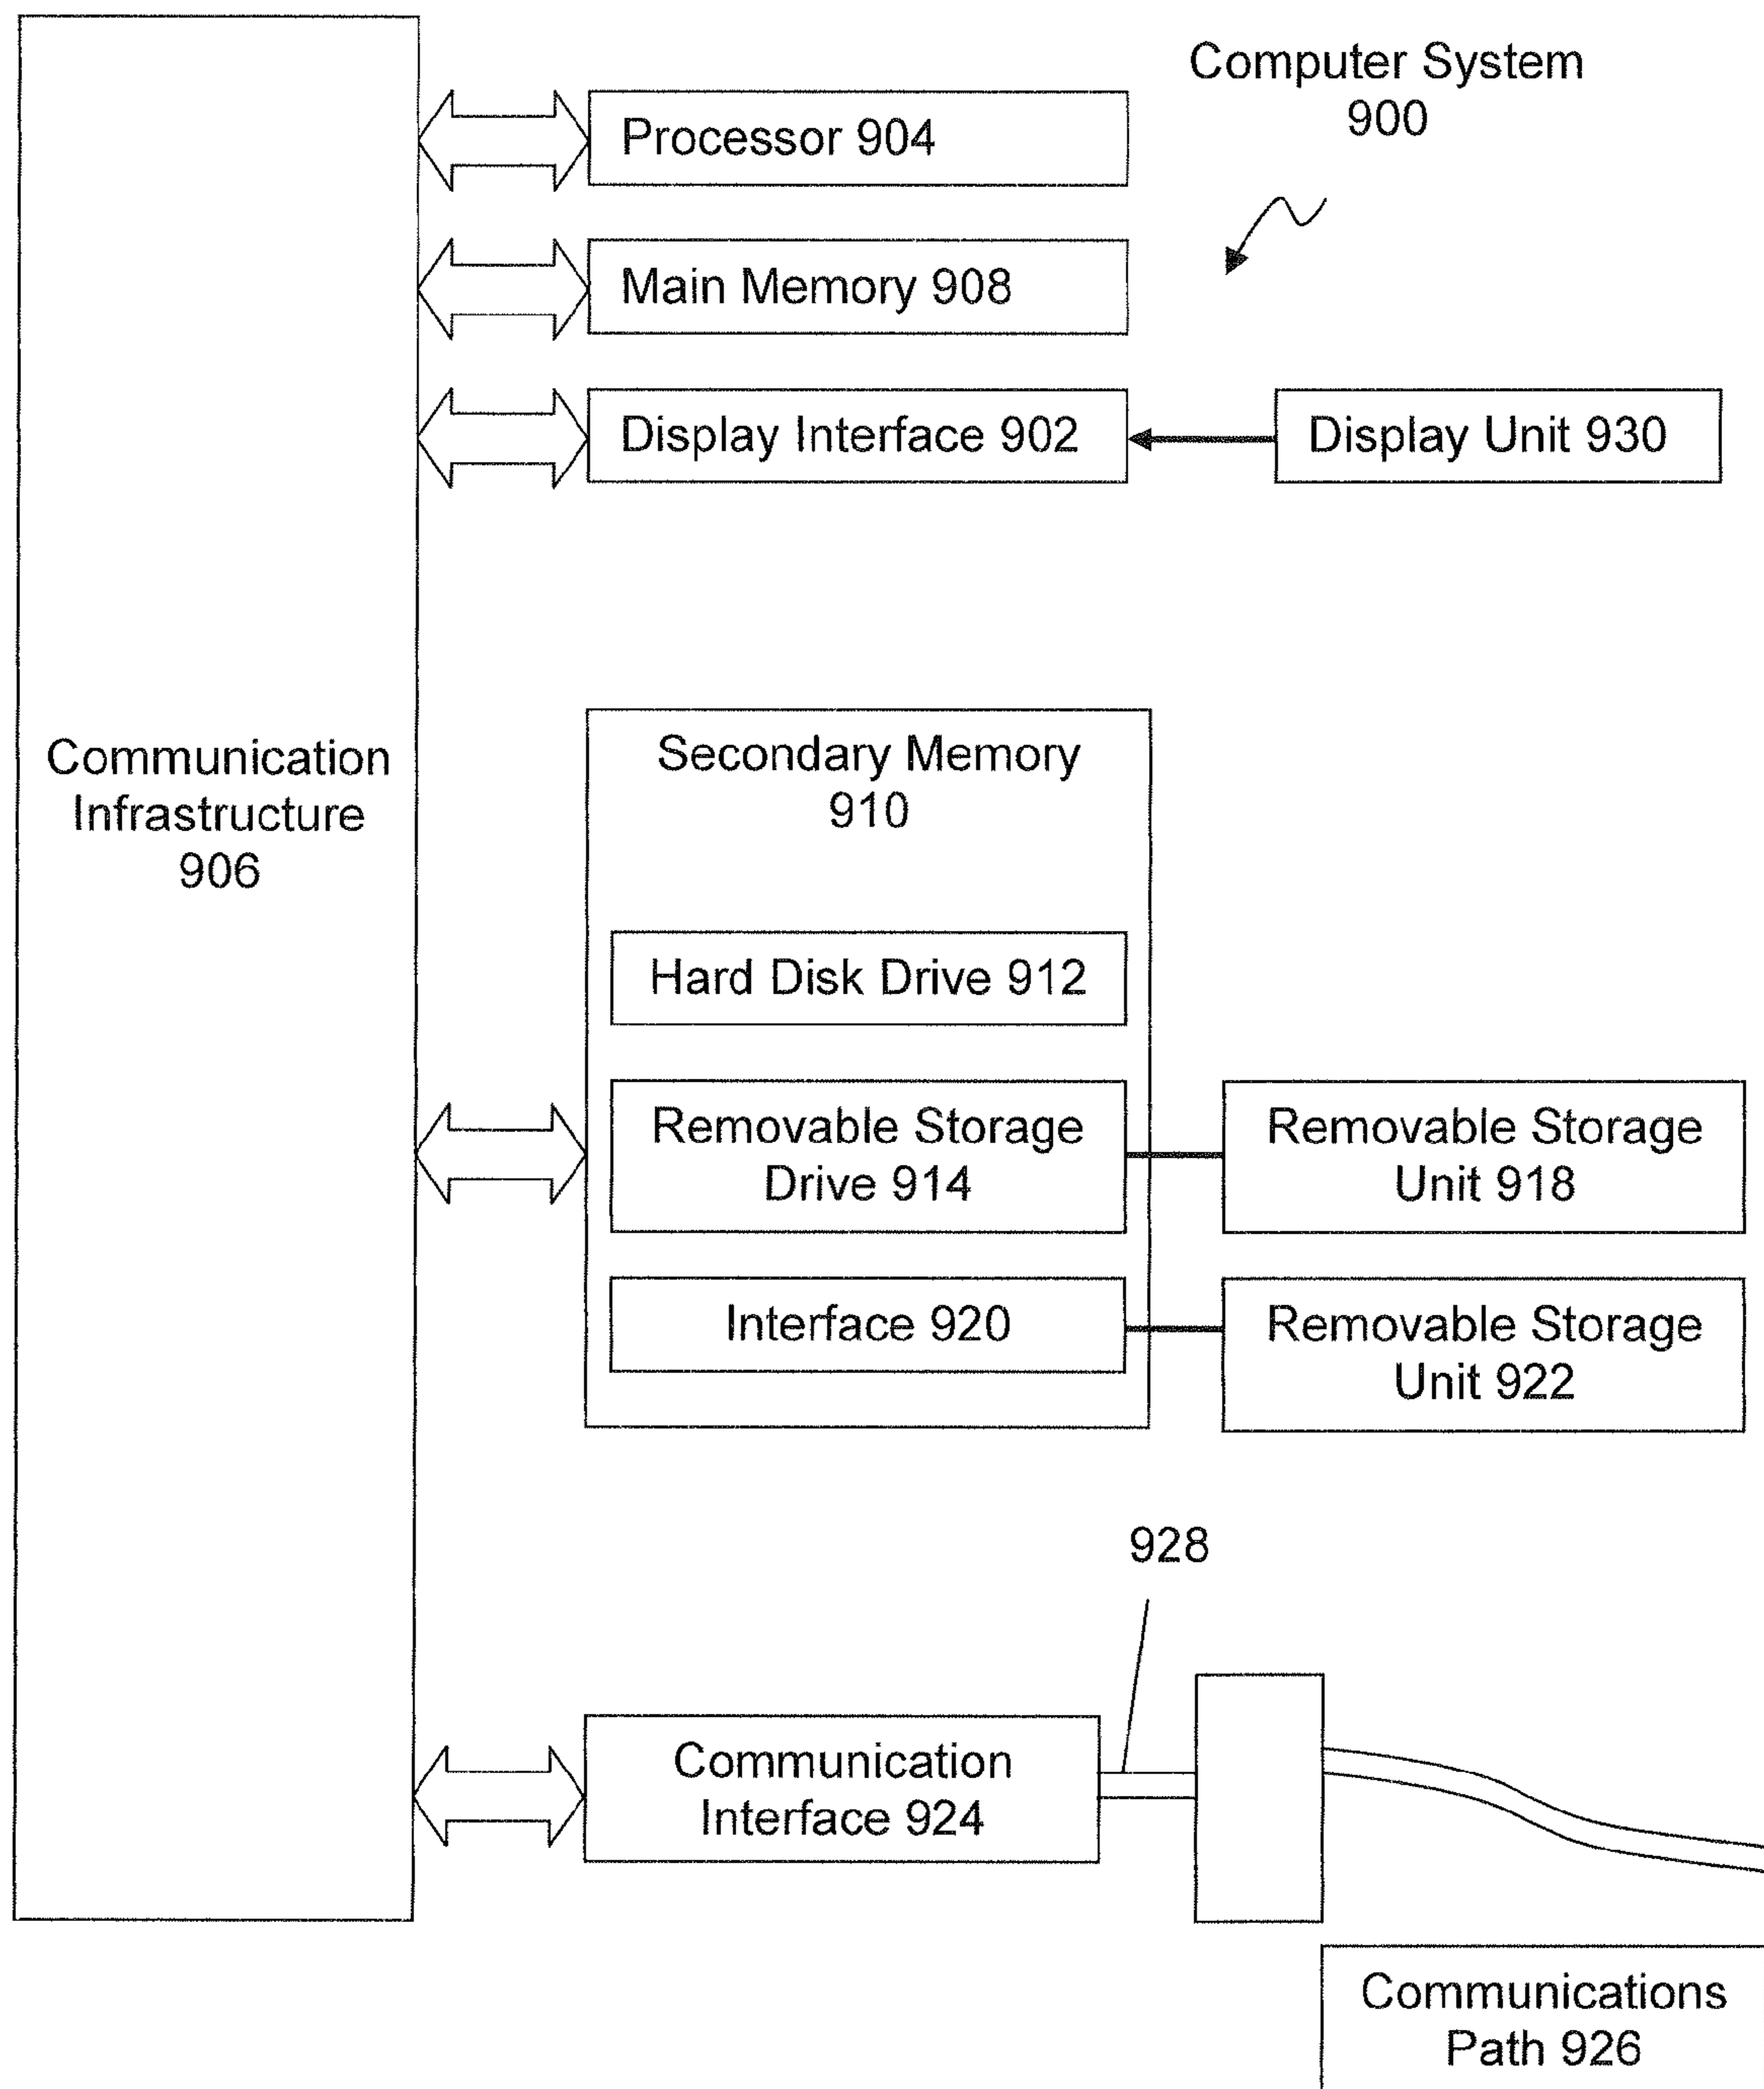 Computer System
900
Processor 904
Main Memory 908
Display Interface 902
Display Unit 930
Communication
Infrastructure
906
Secondary Memory
910
Hard Disk Drive 912
Removable Storage
Drive 914
Removable Storage
Unit 918
Interface 920
Removable Storage
Unit 922
928
Communication
Interface 924
Communications
Path 926